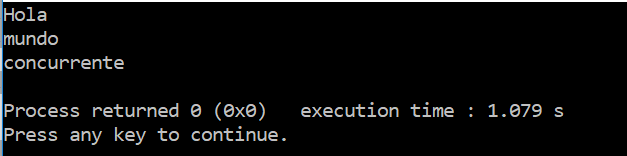 Hola
mundo
concurrente
Process returned 0 (0x0)   execution time : 1.079 s
Press any key to continue.